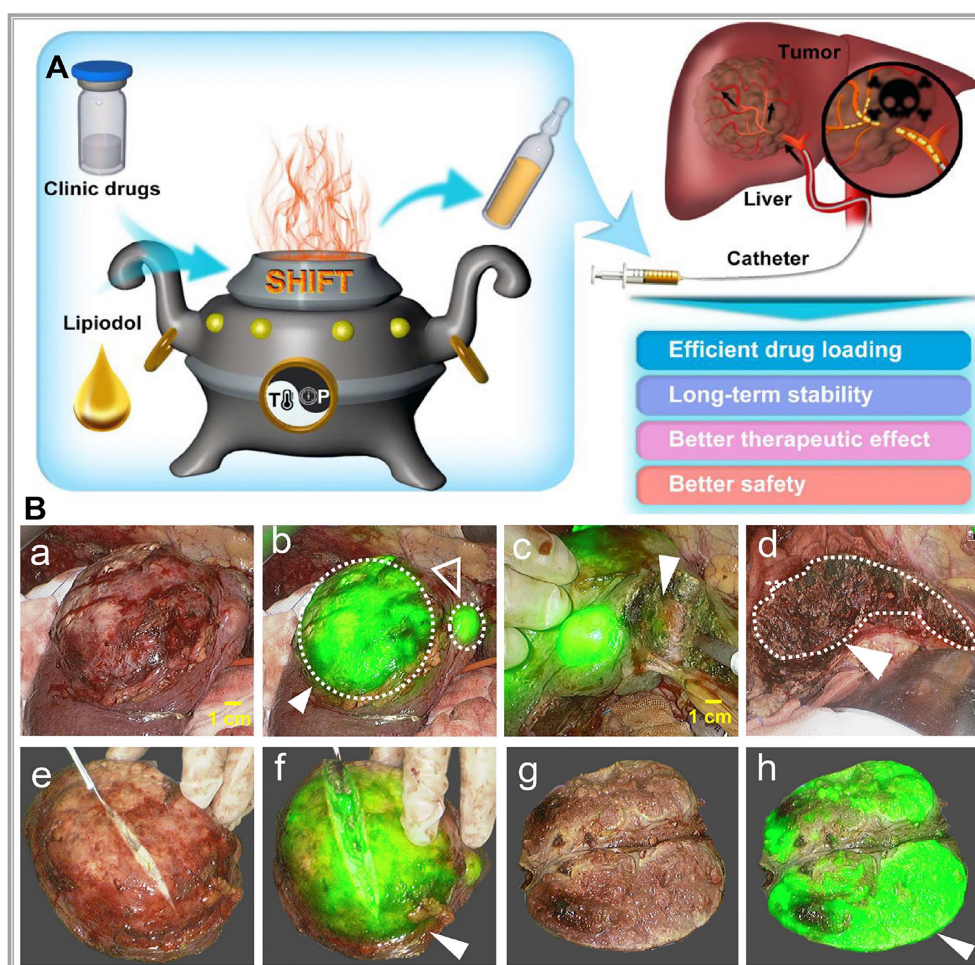 A
Clinic drugs
Lipiodol
SHIFT
T P
Tumor
Liver
Catheter
Efficient drug loading
Long-term stability
Better therapeutic effect
Better safety
B
a
1 cm
b
c
1 cm
d
e
f
g
h